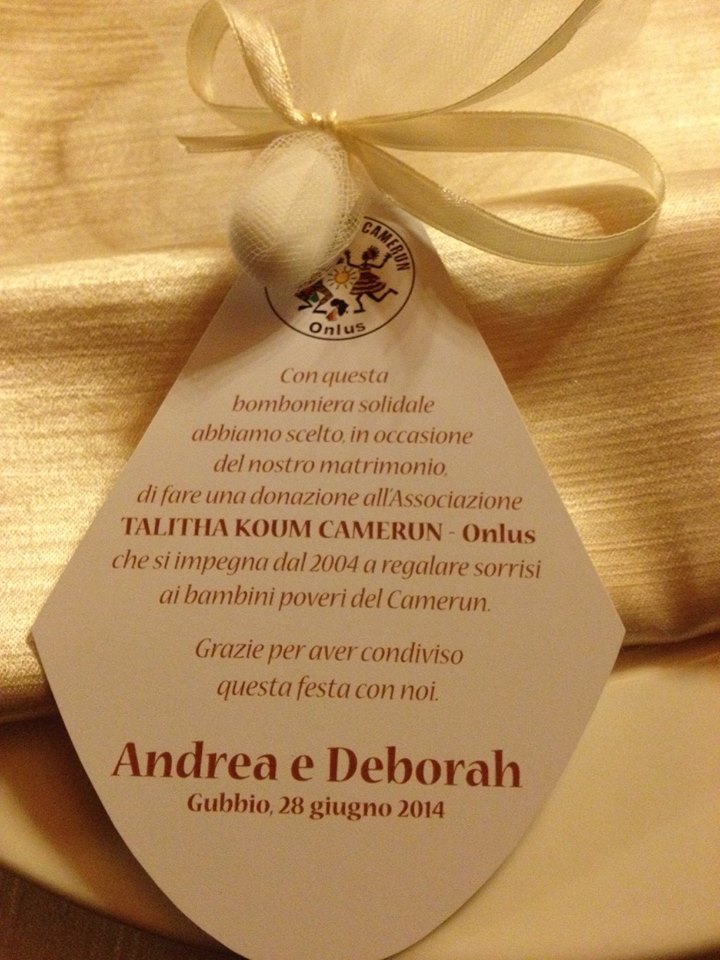 CAMERUN
Onlus
Con questa
bomboniera solidale
abbiamo scelto, in occasione
del nostro matrimonio,
di fare una donazione all'Associazione
TALITHA KOUM CAMERUN - Onlus
che si impegna dal 2004 a regalare sorrisi
ai bambini poveri del Camerun.
Grazie per aver condiviso
questa festa con noi.
Andrea e Deborah
Gubbio, 28 giugno 2014